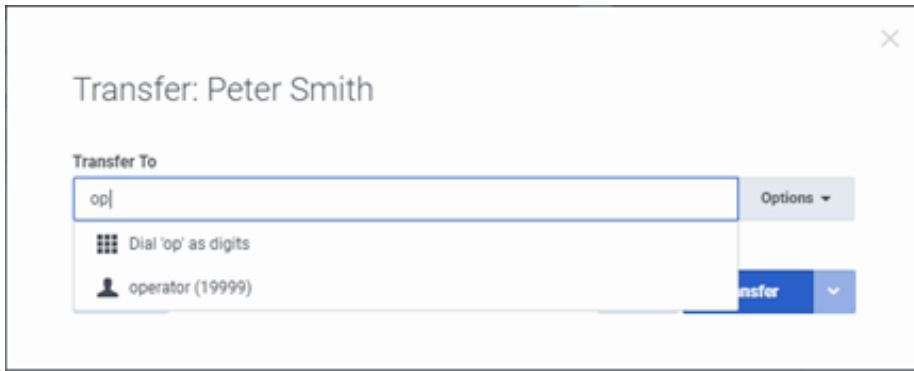 Transfer: Peter Smith
Transfer To
op
Options
Dial 'op' as digits
operator (19999)
nsfer